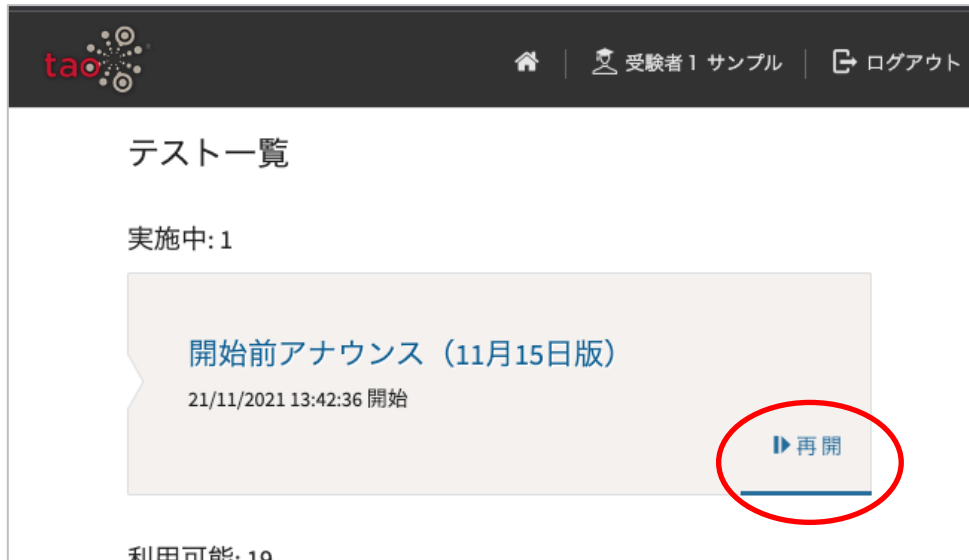 tao
受験者1 サンプル
ログアウト
テスト一覧
実施中: 1
開始前アナウンス（11月15日版）
21/11/2021 13:42:36 開始
再開
利用可能: 19